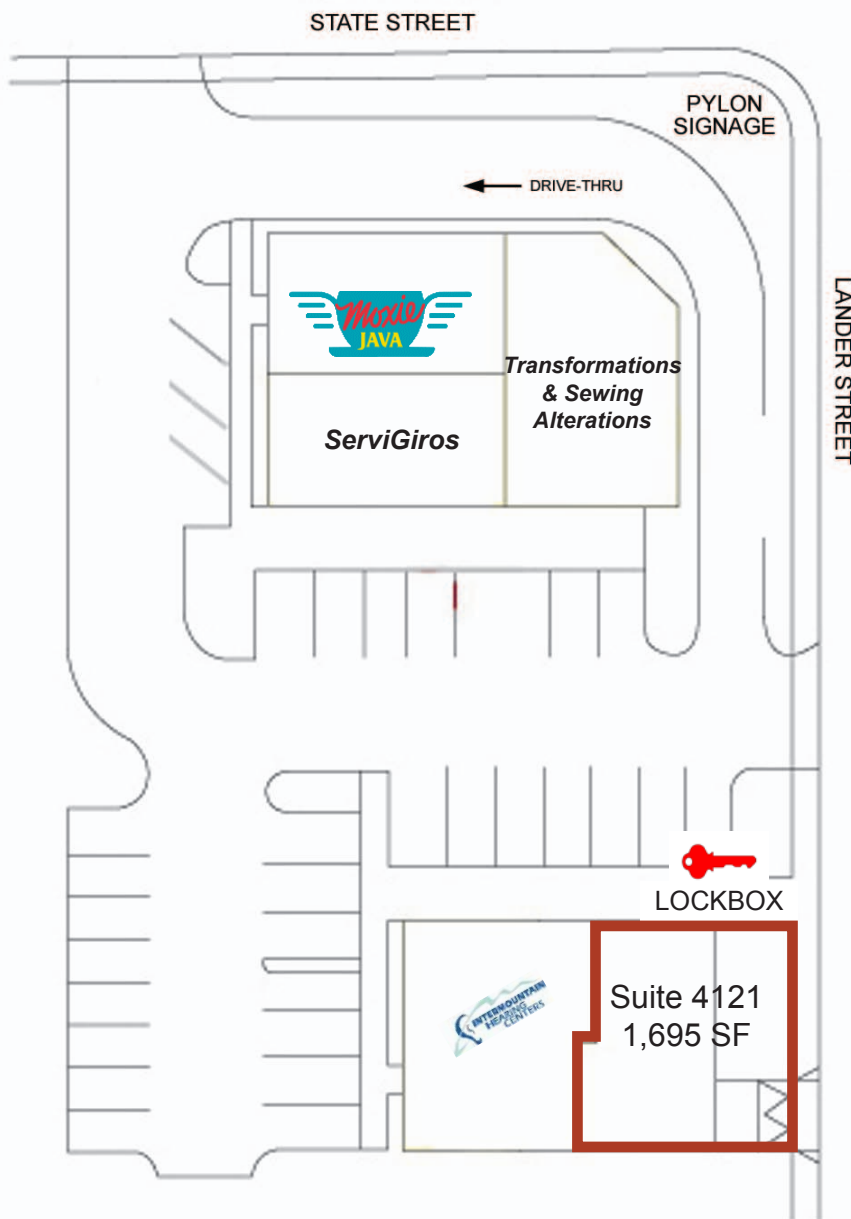 STATE STREET
PYLON
SIGNAGE
DRIVE-THRU
LANDER STREET
Moxie
JAVA
Transformations
& Sewing
Alterations
ServiGiros
LOCKBOX
INTERMOUNTAIN
HEARING
CENTERS
Suite 4121
1,695 SF